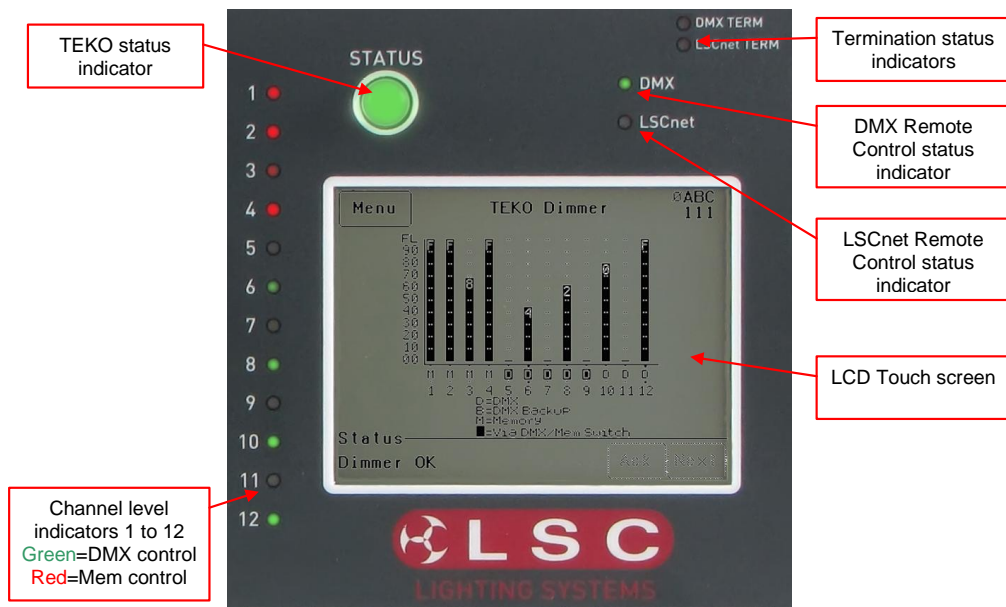 TEKO status
indicator
STATUS
DMX TERM
LSCnet TERM
Termination status
indicators
DMX
LSCnet
DMX Remote
Control status
indicator
LSCnet Remote
Control status
indicator
LCD Touch screen
Channel level
indicators 1 to 12
Green=DMX control
Red=Mem control
1
2
3
4
5
6
7
8
9
10
11
12
Menu
TEKO Dimmer
ABC
111
FL
90
80
70
60
50
40
30
20
10
00
F F 8 F _ 4 _ 2 _ 0 _ F
M M M M D D D D D D D D
1 2 3 4 5 6 7 8 9 10 11 12
D=DMX
B=DMX Backup
M=Memory
=Via DMX/Mem Switch
Status
Dimmer OK
Ack Next
LSC
LIGHTING SYSTEMS